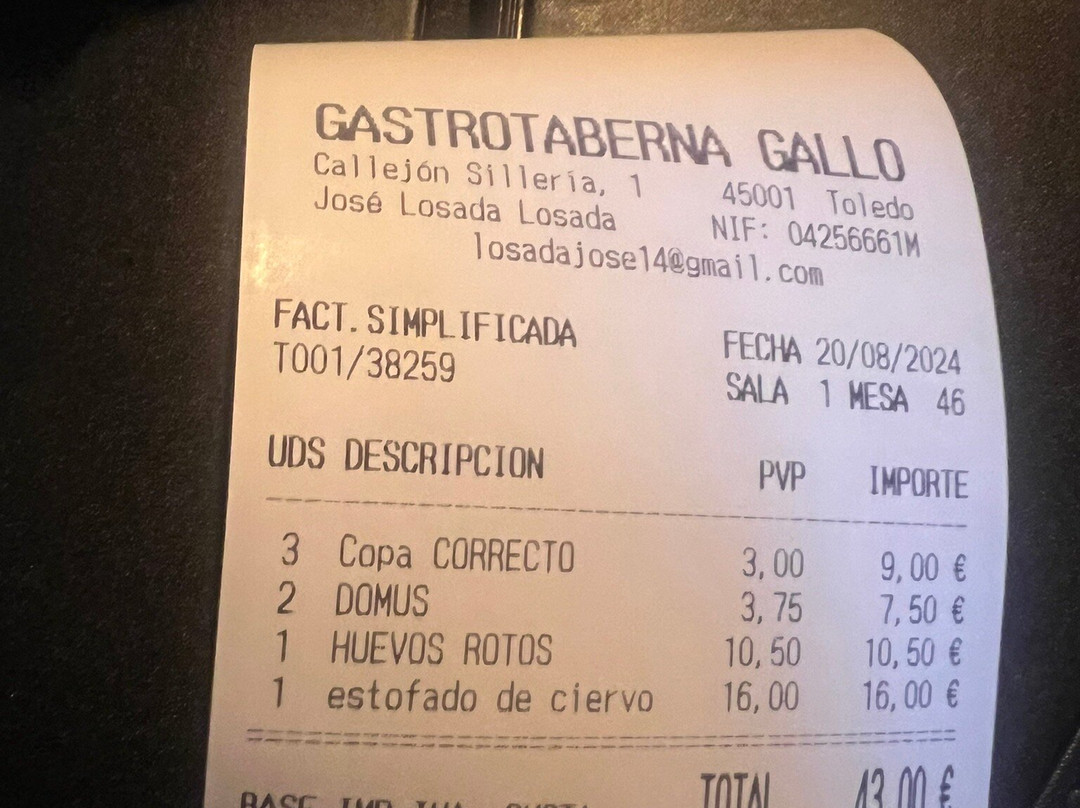 GASTROTABERNA GALLO
Callejón Sillería, 1 45001 Toledo
José Losada Losada NIF: 04256661M
losadajose14@gmail.com
FACT.SIMPLIFICADA FECHA 20/08/2024
T001/38259 SALA 1 MESA 46
UDS DESCRIPCION PVP IMPORTE
3 Copa CORRECTO 3,00 9,00 €
2 DOMUS 3,75 7,50 €
1 HUEVOS ROTOS 10,50 10,50 €
1 estofado de ciervo 16,00 16,00 €
TOTAL 43,00 €